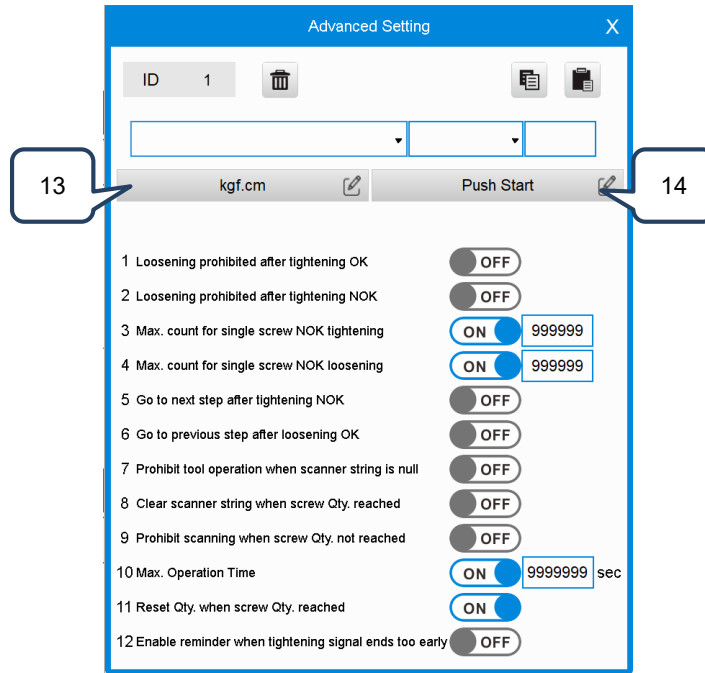 Advanced Setting X
ID 1
13 kgf.cm Push Start 14
1 Loosening prohibited after tightening OK OFF
2 Loosening prohibited after tightening NOK OFF
3 Max. count for single screw NOK tightening ON 999999
4 Max. count for single screw NOK loosening ON 999999
5 Go to next step after tightening NOK OFF
6 Go to previous step after loosening OK OFF
7 Prohibit tool operation when scanner string is null OFF
8 Clear scanner string when screw Qty. reached OFF
9 Prohibit scanning when screw Qty. not reached OFF
10 Max. Operation Time ON 9999999 sec
11 Reset Qty. when screw Qty. reached ON
12 Enable reminder when tightening signal ends too early OFF